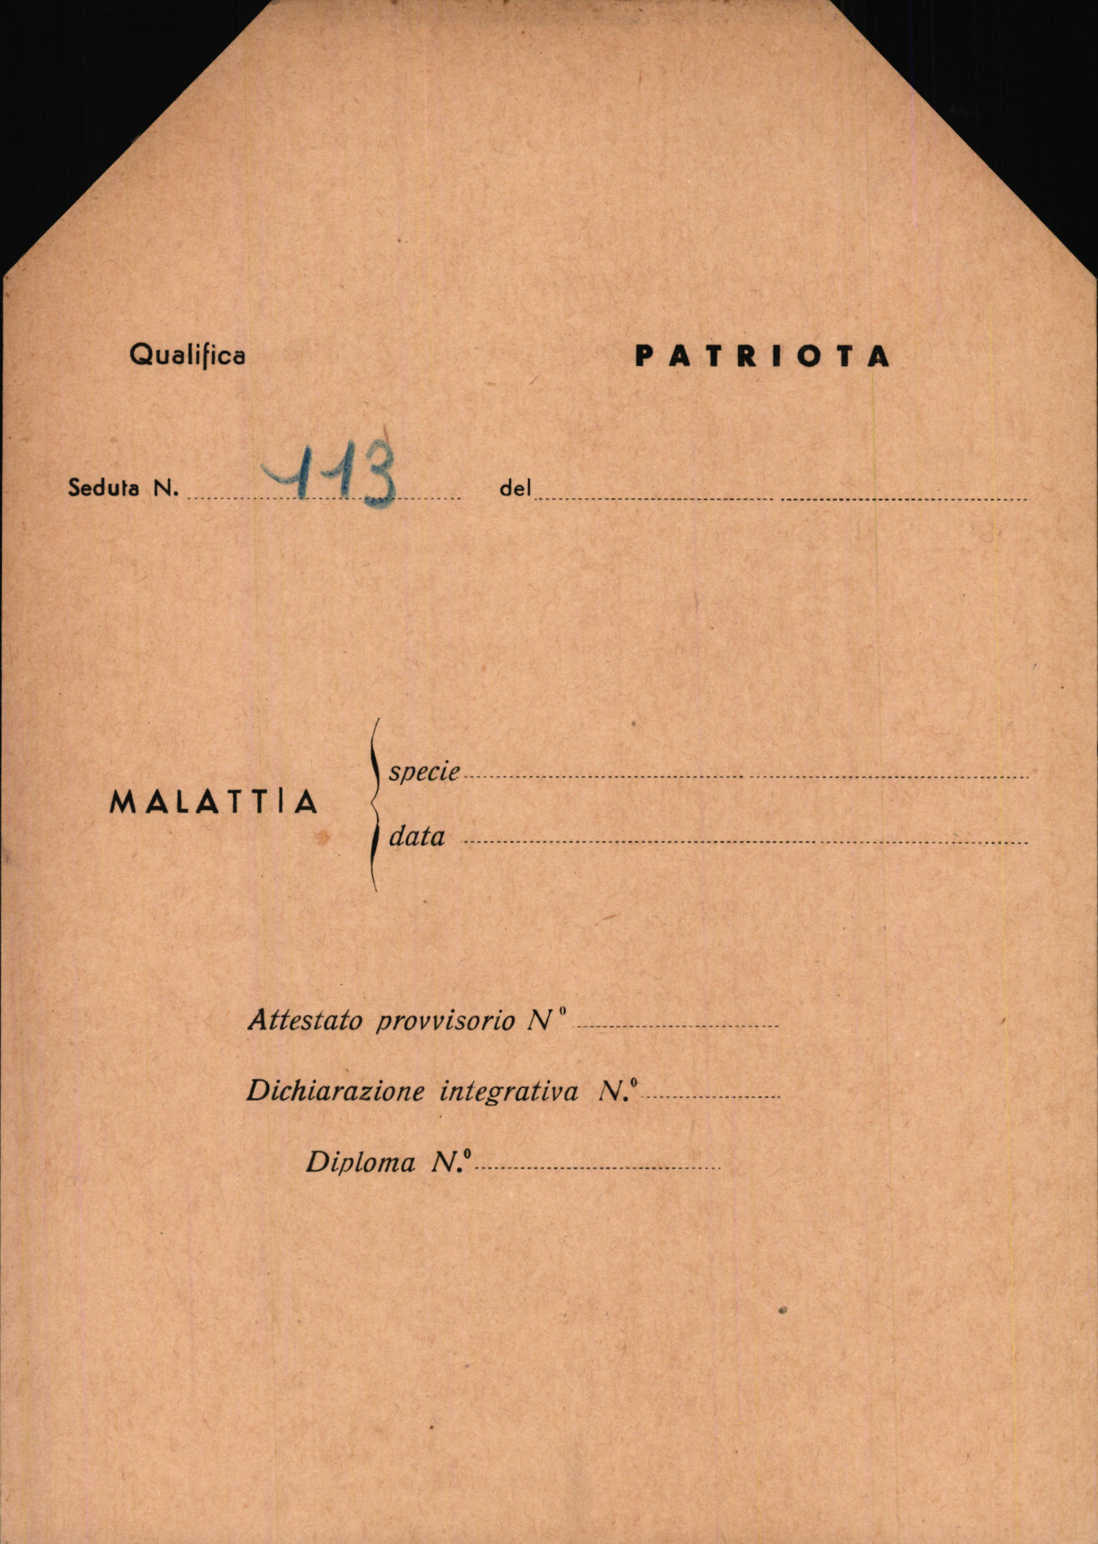 Qualifica PATRIOTA
Seduta N. 113 del
MALATTIA
specie
data
Attestato provvisorio N°
Dichiarazione integrativa N.°
Diploma N.°